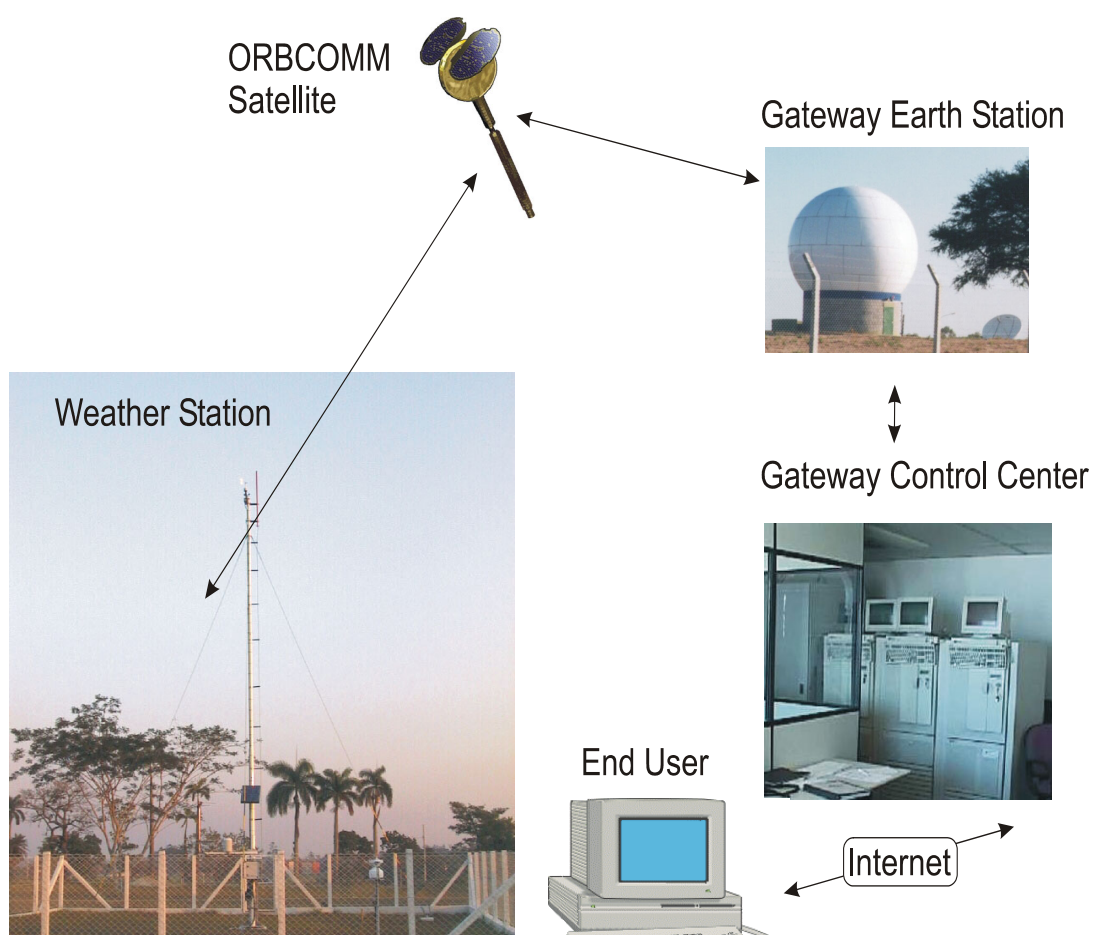 ORBCOMM
Satellite
Gateway Earth Station
Weather Station
Gateway Control Center
End User
Internet